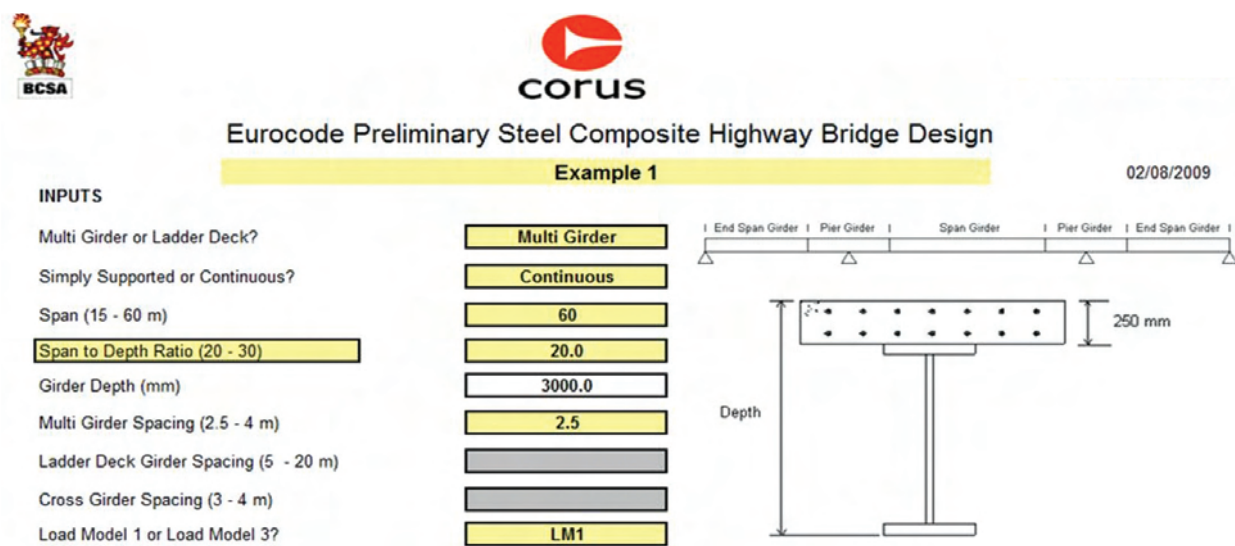 BCSA
corus
Eurocode Preliminary Steel Composite Highway Bridge Design
Example 1
02/08/2009
INPUTS
Multi Girder or Ladder Deck?
Multi Girder
Simply Supported or Continuous?
Continuous
Span (15 - 60 m)
60
Span to Depth Ratio (20 - 30)
20.0
Girder Depth (mm)
3000.0
Multi Girder Spacing (2.5 - 4 m)
2.5
Ladder Deck Girder Spacing (5 - 20 m)
Cross Girder Spacing (3 - 4 m)
Load Model 1 or Load Model 3?
LM1
End Span Girder
Pier Girder
Span Girder
Pier Girder
End Span Girder
250 mm
Depth